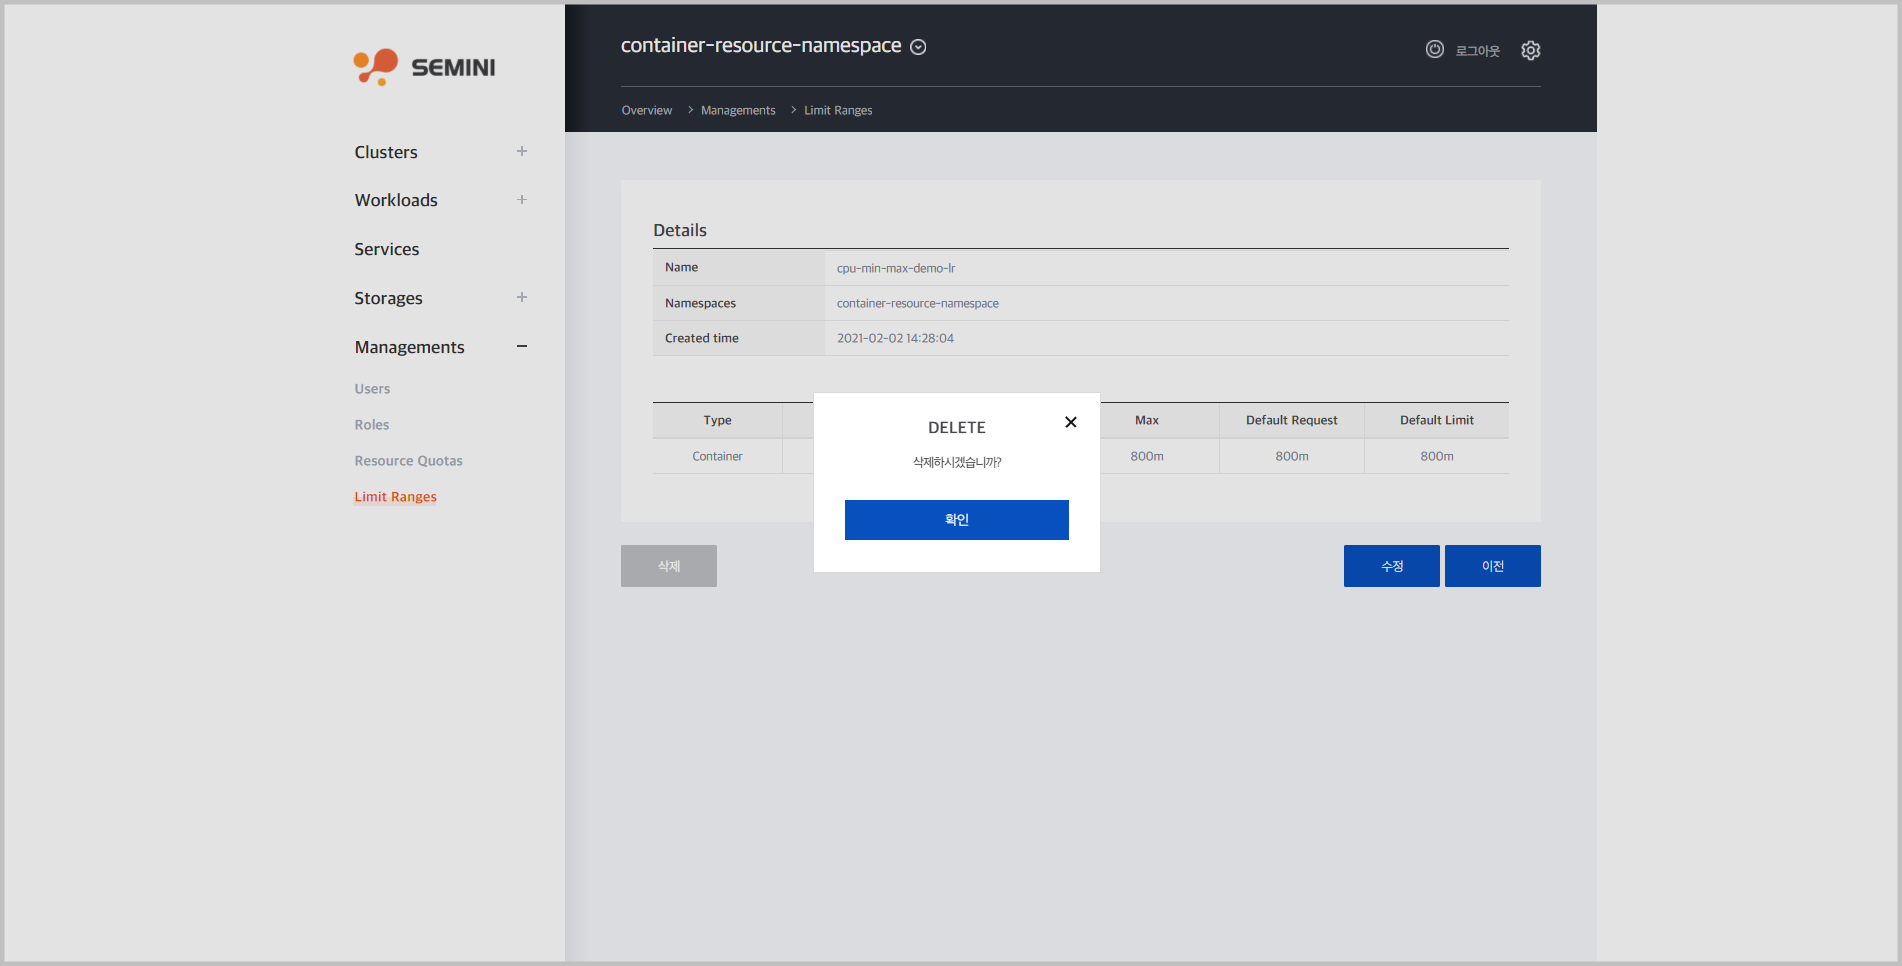 SEMINI
container-resource-namespace
로그아웃
Overview > Managements > Limit Ranges
Clusters +
Workloads +
Services
Storages +
Managements −
Users
Roles
Resource Quotas
Limit Ranges
Details
Name cpu-min-max-demo-lr
Namespaces container-resource-namespace
Created time 2021-02-02 14:28:04
Type Max Default Request Default Limit
Container 800m 800m 800m
DELETE
삭제하시겠습니까?
확인
삭제 수정 이전